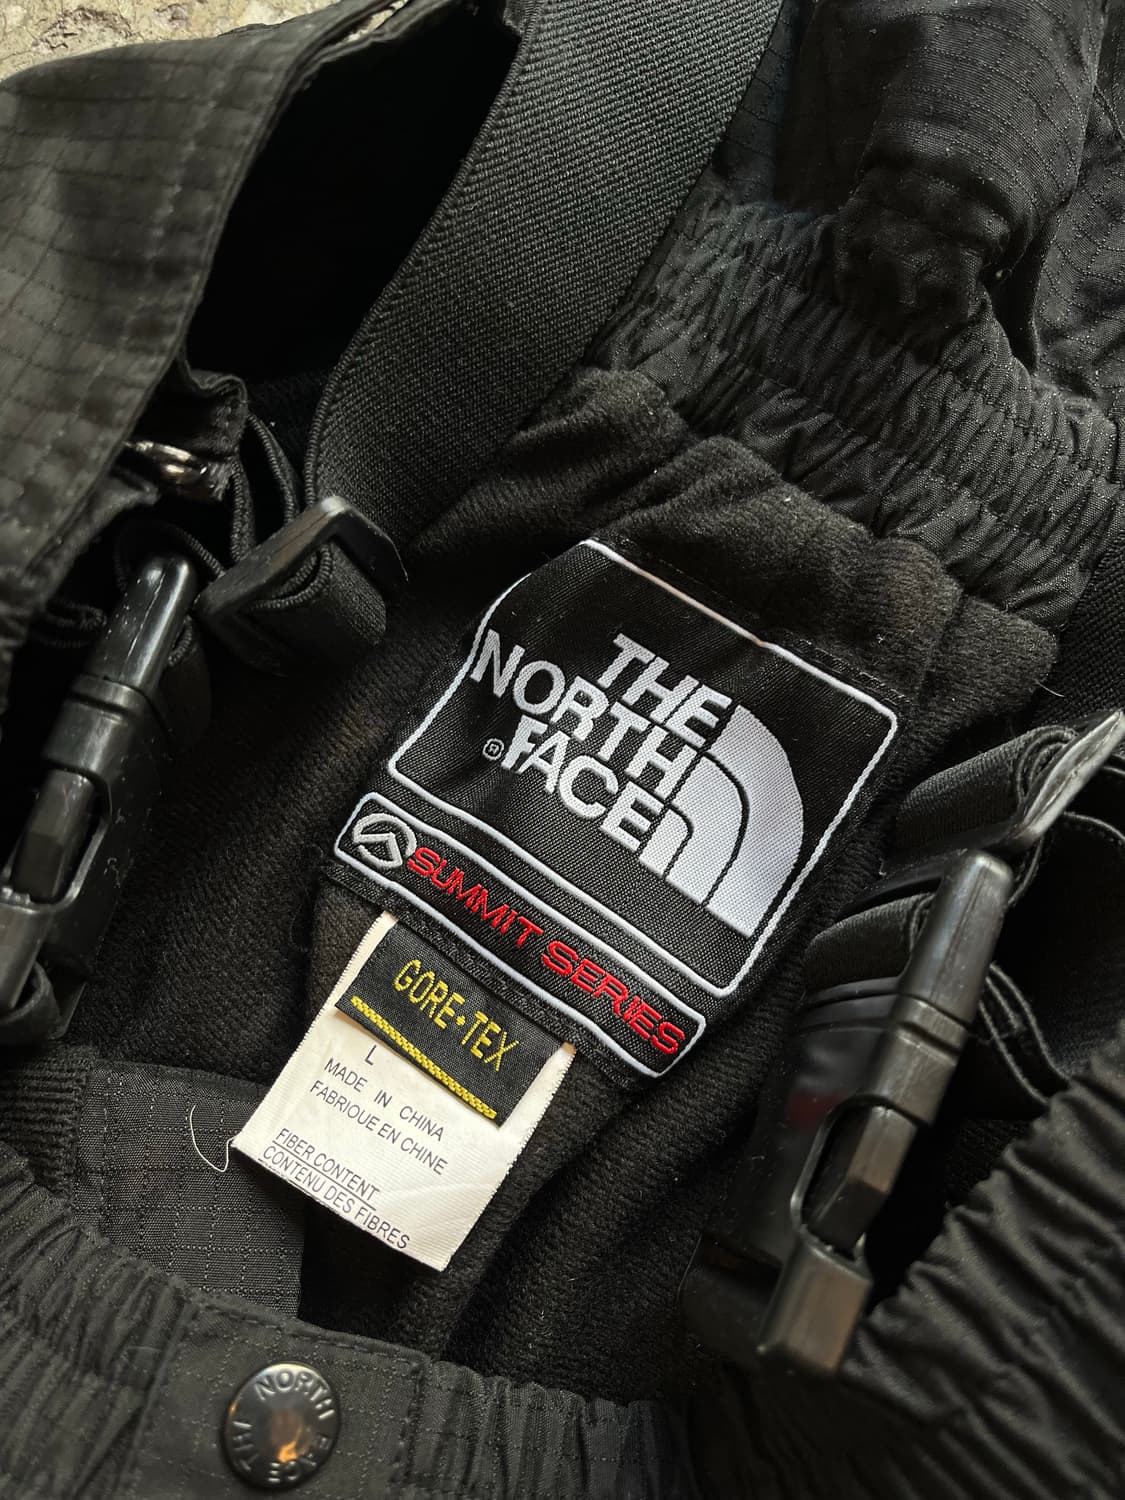 THE
NORTH
FACE
®
SUMMIT SERIES
GORE-TEX
L
MADE IN CHINA
FABRIQUE EN CHINE
FIBER CONTENT
CONTENU DES FIBRES
THE NORTH FACE